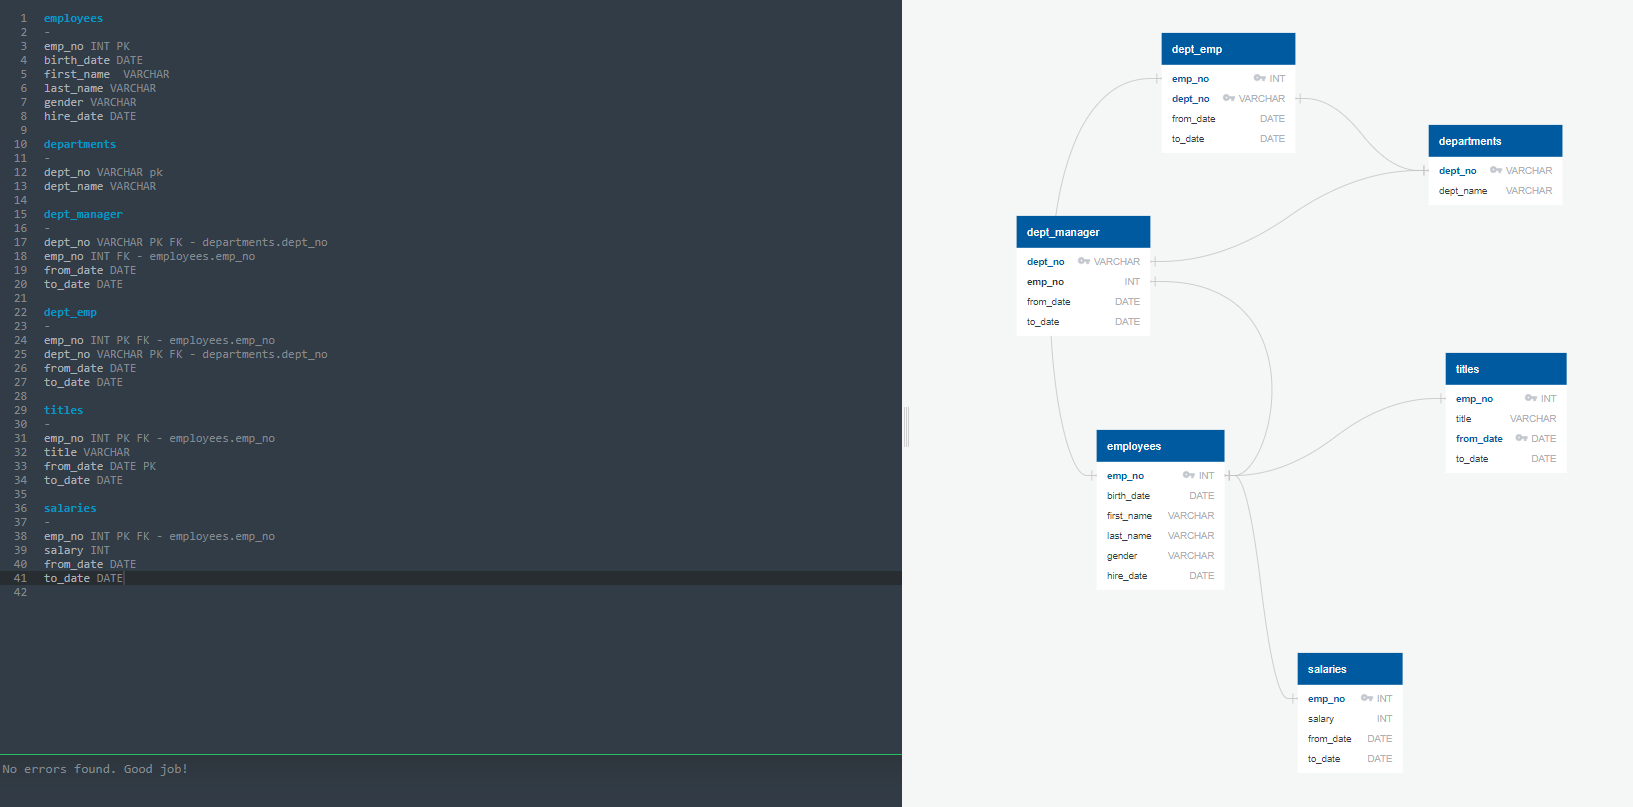 1 employees
2 -
3 emp_no INT PK
4 birth_date DATE
5 first_name  VARCHAR
6 last_name VARCHAR
7 gender VARCHAR
8 hire_date DATE
9
10 departments
11 -
12 dept_no VARCHAR pk
13 dept_name VARCHAR
14
15 dept_manager
16 -
17 dept_no VARCHAR PK FK - departments.dept_no
18 emp_no INT FK - employees.emp_no
19 from_date DATE
20 to_date DATE
21
22 dept_emp
23 -
24 emp_no INT PK FK - employees.emp_no
25 dept_no VARCHAR PK FK - departments.dept_no
26 from_date DATE
27 to_date DATE
28
29 titles
30 -
31 emp_no INT PK FK - employees.emp_no
32 title VARCHAR
33 from_date DATE PK
34 to_date DATE
35
36 salaries
37 -
38 emp_no INT PK FK - employees.emp_no
39 salary INT
40 from_date DATE
41 to_date DATE
42
No errors found. Good job!
dept_emp
emp_no INT
dept_no VARCHAR
from_date DATE
to_date DATE
departments
dept_no VARCHAR
dept_name VARCHAR
dept_manager
dept_no VARCHAR
emp_no INT
from_date DATE
to_date DATE
titles
emp_no INT
title VARCHAR
from_date DATE
to_date DATE
employees
emp_no INT
birth_date DATE
first_name VARCHAR
last_name VARCHAR
gender VARCHAR
hire_date DATE
salaries
emp_no INT
salary INT
from_date DATE
to_date DATE